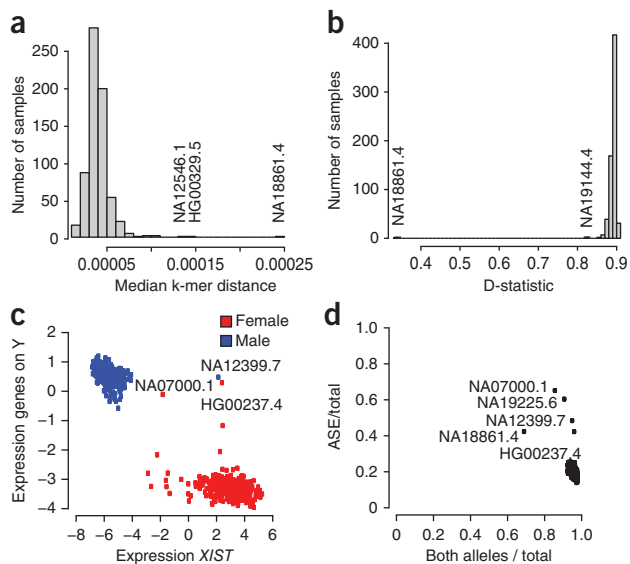 a
Number of samples
250
200
150
100
50
0
NA12546.1
HG00329.5
NA18861.4
0.00005
0.00015
0.00025
Median k-mer distance
b
Number of samples
400
300
200
100
0
NA18861.4
NA19144.4
0.4 0.5 0.6 0.7 0.8 0.9
D-statistic
c
Female
Male
Expression genes on Y
2
1
0
−1
−2
−3
−4
NA12399.7
NA07000.1
HG00237.4
−8 −6 −4 −2 0 2 4 6
Expression XIST
d
ASE/total
1.0
0.8
0.6
0.4
0.2
0
NA07000.1
NA19225.6
NA12399.7
NA18861.4
HG00237.4
0 0.2 0.4 0.6 0.8 1.0
Both alleles / total